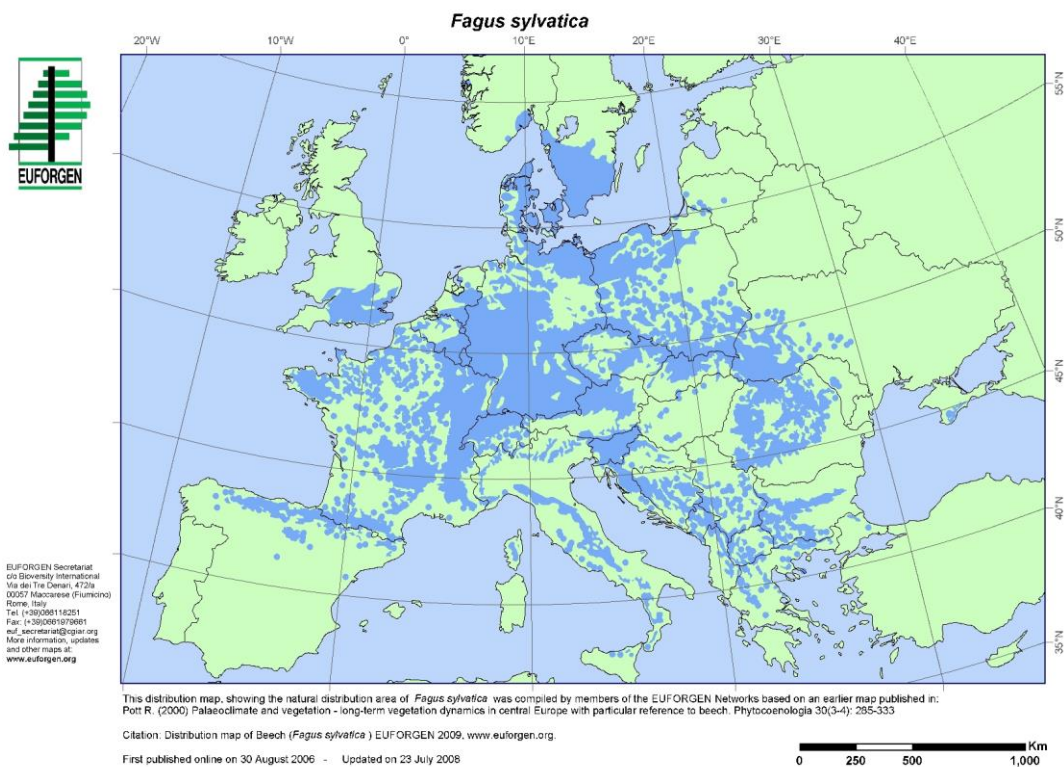 Fagus sylvatica
20°W 10°W 0° 10°E 20°E 30°E 40°E
55°N
50°N
45°N
40°N
35°N
EUFORGEN
EUFORGEN Secretariat
c/o Bioversity International
Via dei Tre Denari, 472/a
00057 Maccarese (Fiumicino)
Rome, Italy
Tel. (+39)066118251
Fax: (+39)0661979661
euf_secretariat@cgiar.org
More information, updates
and other maps at:
www.euforgen.org
This distribution map, showing the natural distribution area of Fagus sylvatica was compiled by members of the EUFORGEN Networks based on an earlier map published in:
Pott R. (2000) Palaeoclimate and vegetation - long-term vegetation dynamics in central Europe with particular reference to beech. Phytocoenologia 30(3-4): 285-333
Citation: Distribution map of Beech (Fagus sylvatica ) EUFORGEN 2009, www.euforgen.org.
First published online on 30 August 2006 - Updated on 23 July 2008
Km
0 250 500 1,000